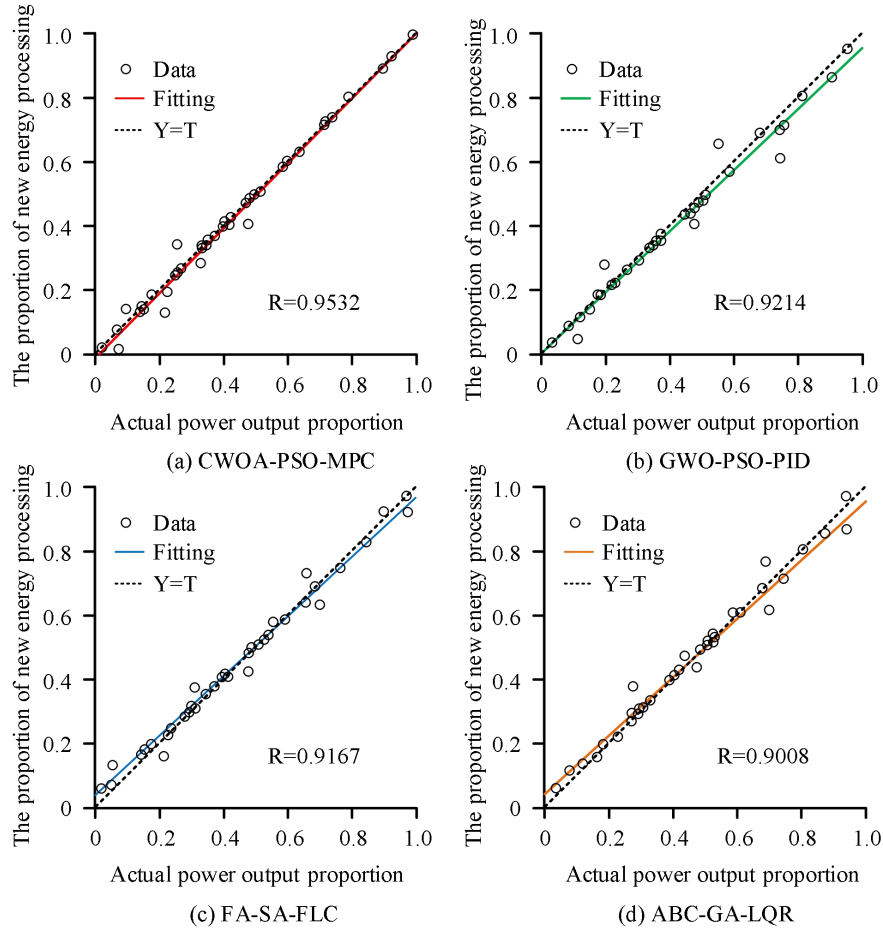 The proportion of new energy processing
1.0
0.8
0.6
0.4
0.2
0
Data
Fitting
Y=T
R=0.9532
0 0.2 0.4 0.6 0.8 1.0
Actual power output proportion
(a) CWOA-PSO-MPC
The proportion of new energy processing
1.0
0.8
0.6
0.4
0.2
0
Data
Fitting
Y=T
R=0.9214
0 0.2 0.4 0.6 0.8 1.0
Actual power output proportion
(b) GWO-PSO-PID
The proportion of new energy processing
1.0
0.8
0.6
0.4
0.2
0
Data
Fitting
Y=T
R=0.9167
0 0.2 0.4 0.6 0.8 1.0
Actual power output proportion
(c) FA-SA-FLC
The proportion of new energy processing
1.0
0.8
0.6
0.4
0.2
0
Data
Fitting
Y=T
R=0.9008
0 0.2 0.4 0.6 0.8 1.0
Actual power output proportion
(d) ABC-GA-LQR